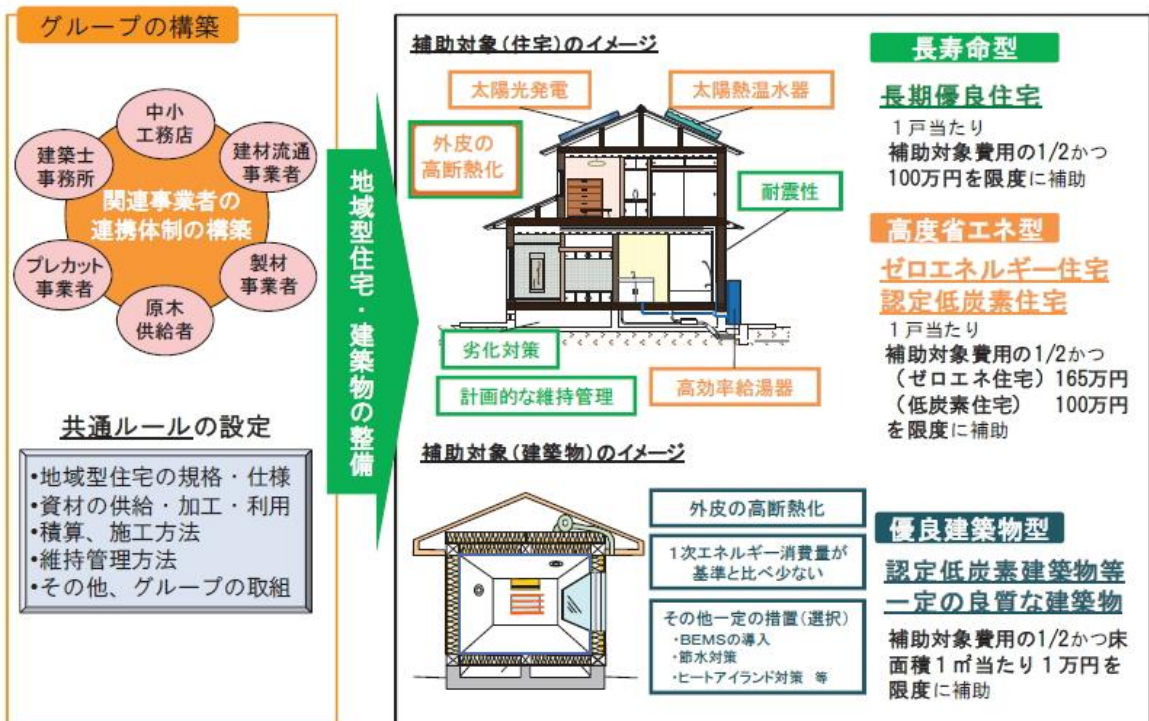 グループの構築
中小
工務店
建築士
事務所
建材流通
事業者
関連事業者の
連携体制の構築
プレカット
事業者
製材
事業者
原木
供給者
共通ルールの設定
・地域型住宅の規格・仕様
・資材の供給・加工・利用
・積算、施工方法
・維持管理方法
・その他、グループの取組
地域型住宅・建築物の整備
補助対象(住宅)のイメージ
太陽光発電
太陽熱温水器
外皮の
高断熱化
耐震性
劣化対策
計画的な維持管理
高効率給湯器
長寿命型
長期優良住宅
1戸当たり
補助対象費用の1/2かつ
100万円を限度に補助
高度省エネ型
ゼロエネルギー住宅
認定低炭素住宅
1戸当たり
補助対象費用の1/2かつ
(ゼロエネ住宅) 165万円
(低炭素住宅) 100万円
を限度に補助
補助対象(建築物)のイメージ
外皮の高断熱化
1次エネルギー消費量が
基準と比べ少ない
その他一定の措置(選択)
・BEMSの導入
・節水対策
・ヒートアイランド対策 等
優良建築物型
認定低炭素建築物等
一定の良質な建築物
補助対象費用の1/2かつ床
面積1㎡当たり1万円を
限度に補助